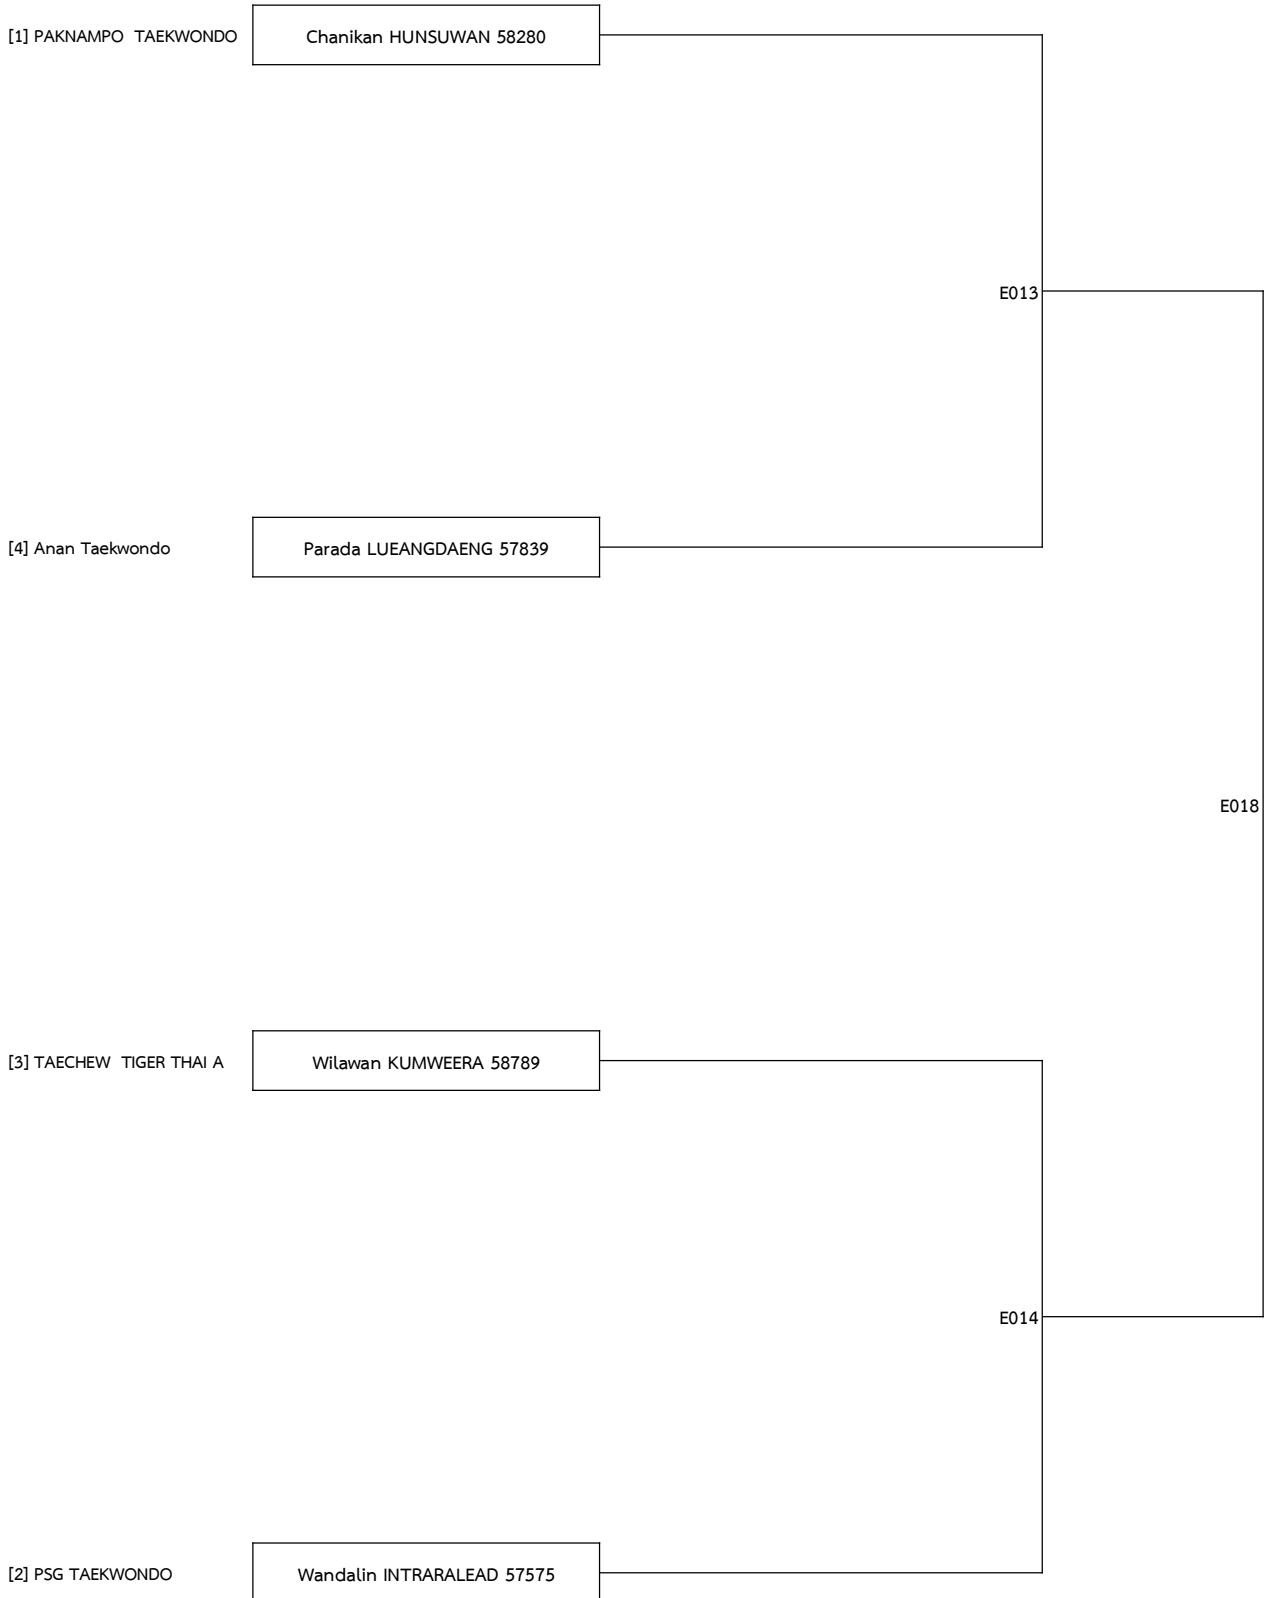 [1] PAKNAMPO  TAEKWONDO
Chanikan HUNSUWAN 58280
E013
[4] Anan Taekwondo
Parada LUEANGDAENG 57839
E018
[3] TAECHEW  TIGER THAI A
Wilawan KUMWEERA 58789
E014
[2] PSG TAEKWONDO
Wandalin INTRARALEAD 57575